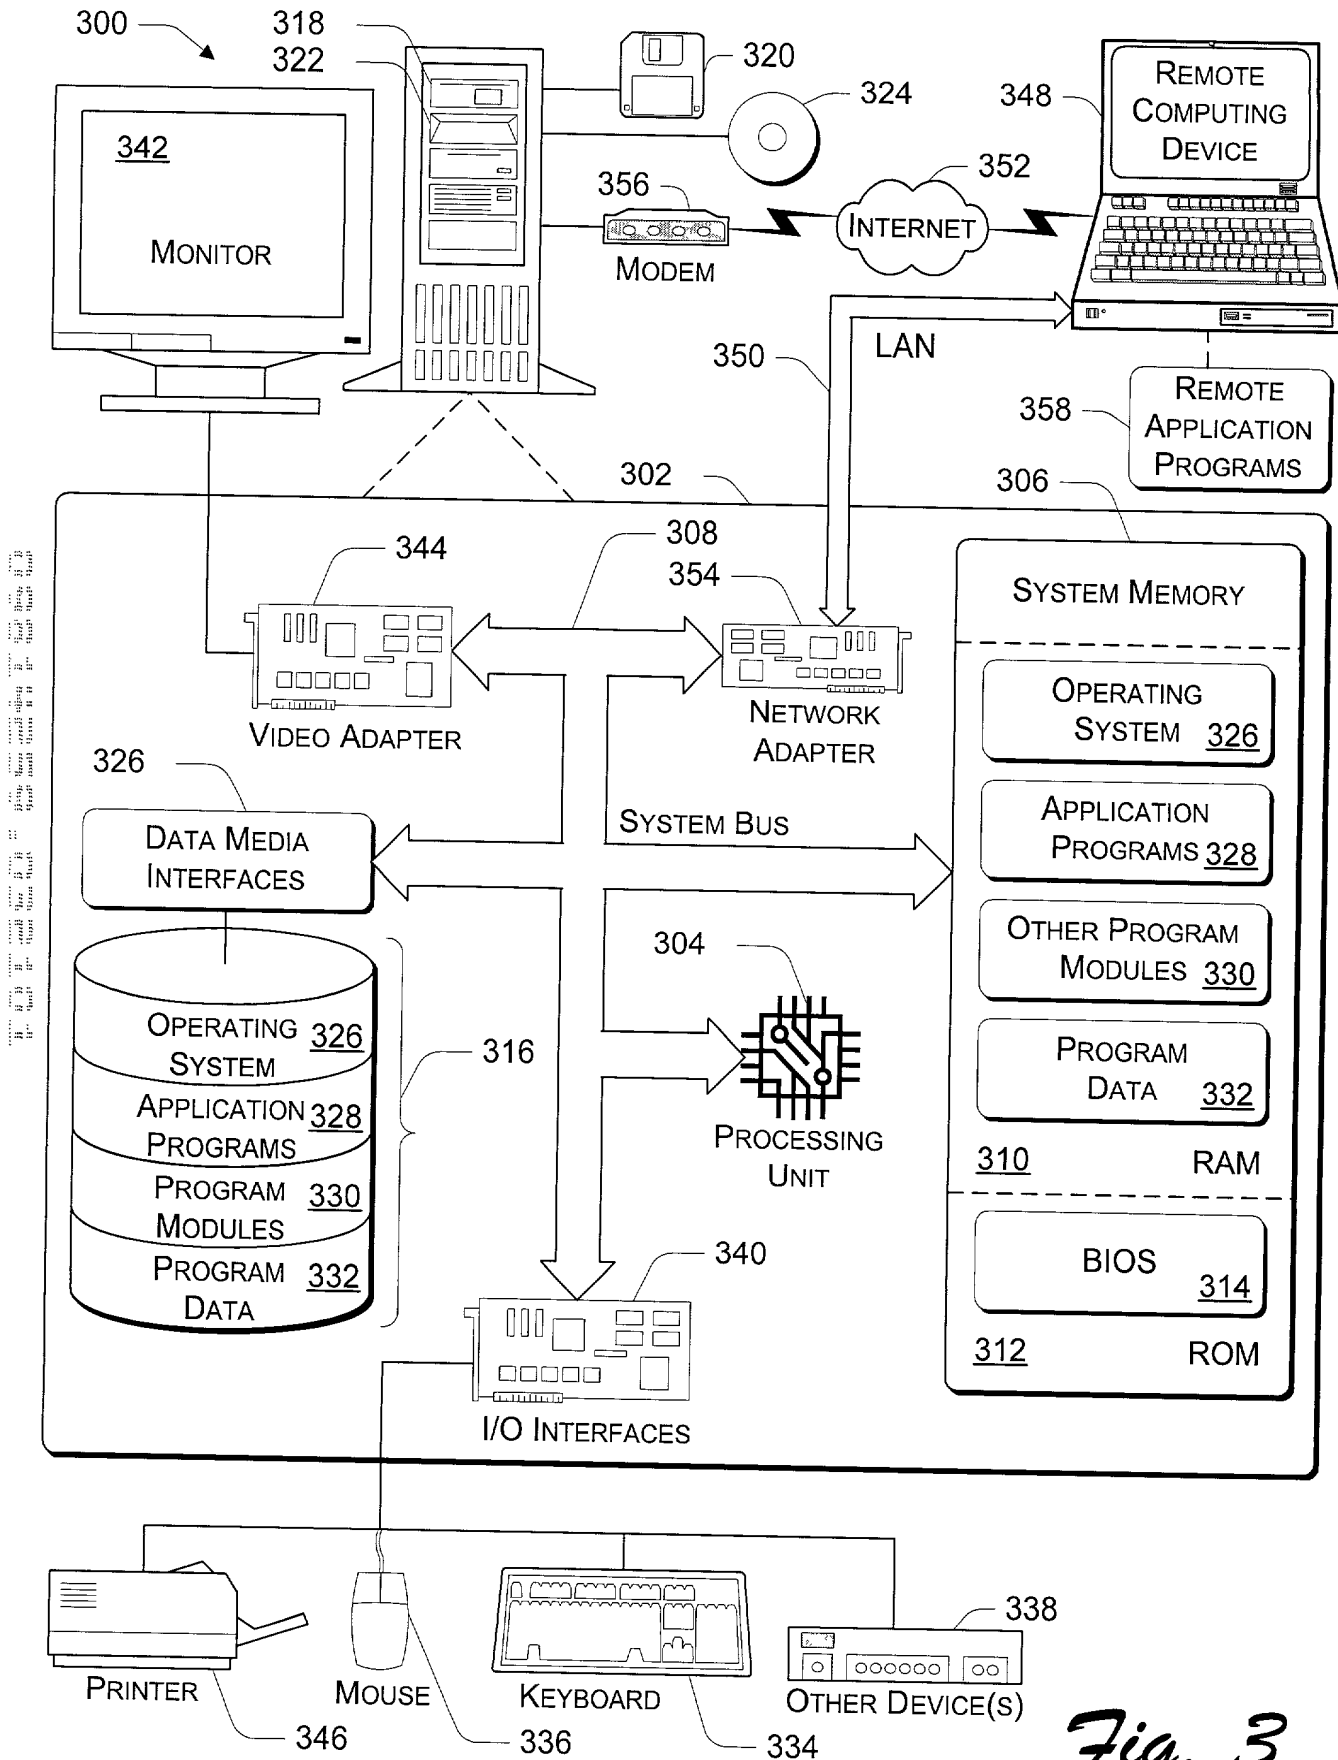 300
318
322
320
324
348
REMOTE
COMPUTING
DEVICE
342
MONITOR
356
MODEM
352
INTERNET
350
LAN
358
REMOTE
APPLICATION
PROGRAMS
302
306
344
308
354
VIDEO ADAPTER
NETWORK
ADAPTER
SYSTEM MEMORY
OPERATING
SYSTEM 326
APPLICATION
PROGRAMS 328
OTHER PROGRAM
MODULES 330
PROGRAM
DATA 332
310 RAM
BIOS
314
312 ROM
326
DATA MEDIA
INTERFACES
SYSTEM BUS
304
PROCESSING
UNIT
OPERATING 326
SYSTEM
APPLICATION 328
PROGRAMS
PROGRAM 330
MODULES
PROGRAM 332
DATA
316
340
I/O INTERFACES
PRINTER
346
MOUSE
336
KEYBOARD
334
338
OTHER DEVICE(S)
Fig. 3